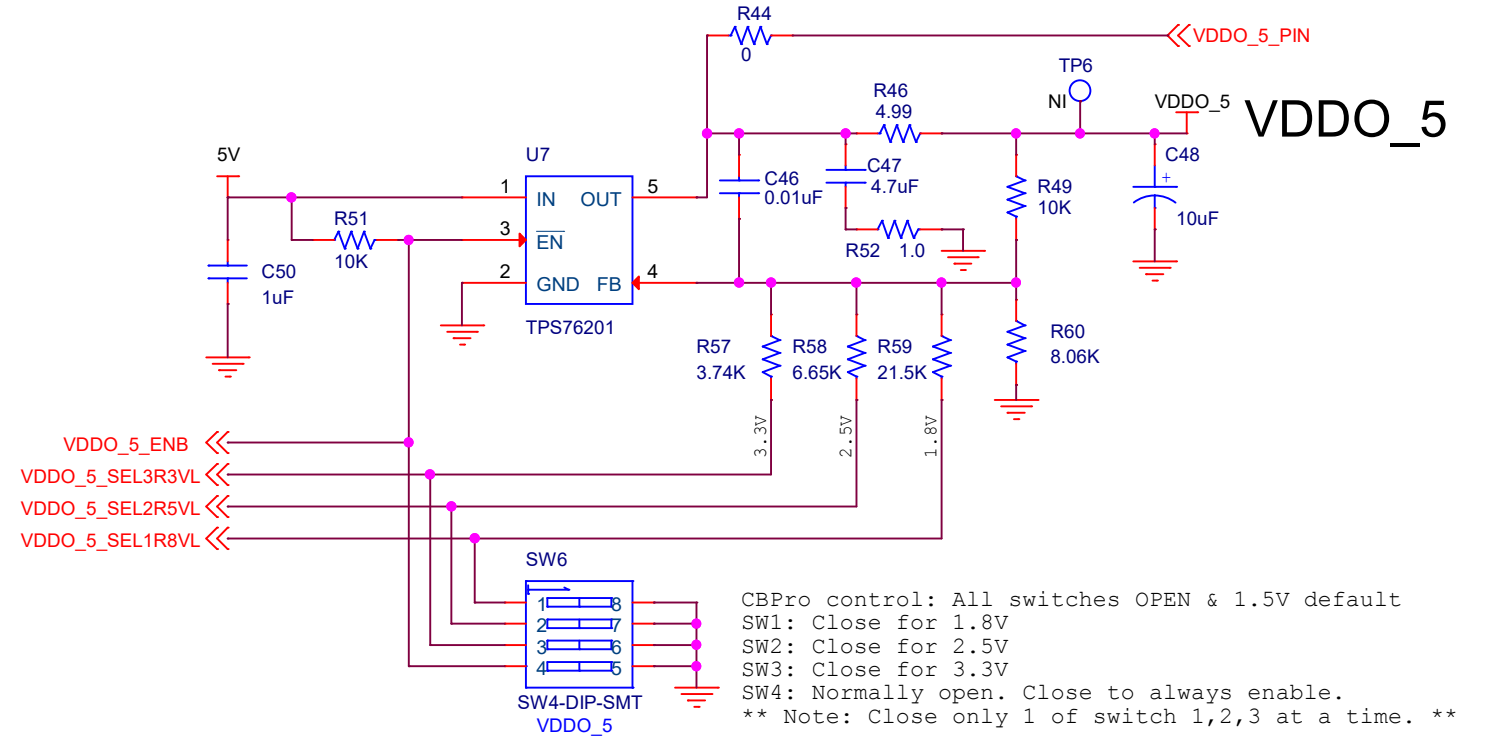 R44
0
VDDO_5_PIN
TP6
NI
VDDO_5
VDDO_5
R46
4.99
5V
U7
C47
4.7uF
C48
+
10uF
C46
0.01uF
R49
10K
1
IN
OUT
5
R51
10K
3
EN
R52
1.0
C50
1uF
2
GND
FB
4
TPS76201
R57
3.74K
R58
6.65K
R59
21.5K
R60
8.06K
3.3V
2.5V
1.8V
VDDO_5_ENB
VDDO_5_SEL3R3VL
VDDO_5_SEL2R5VL
VDDO_5_SEL1R8VL
SW6
1
8
2
7
3
6
4
5
SW4-DIP-SMT
VDDO_5
CBPro control: All switches OPEN & 1.5V default
SW1: Close for 1.8V
SW2: Close for 2.5V
SW3: Close for 3.3V
SW4: Normally open. Close to always enable.
** Note: Close only 1 of switch 1,2,3 at a time. **